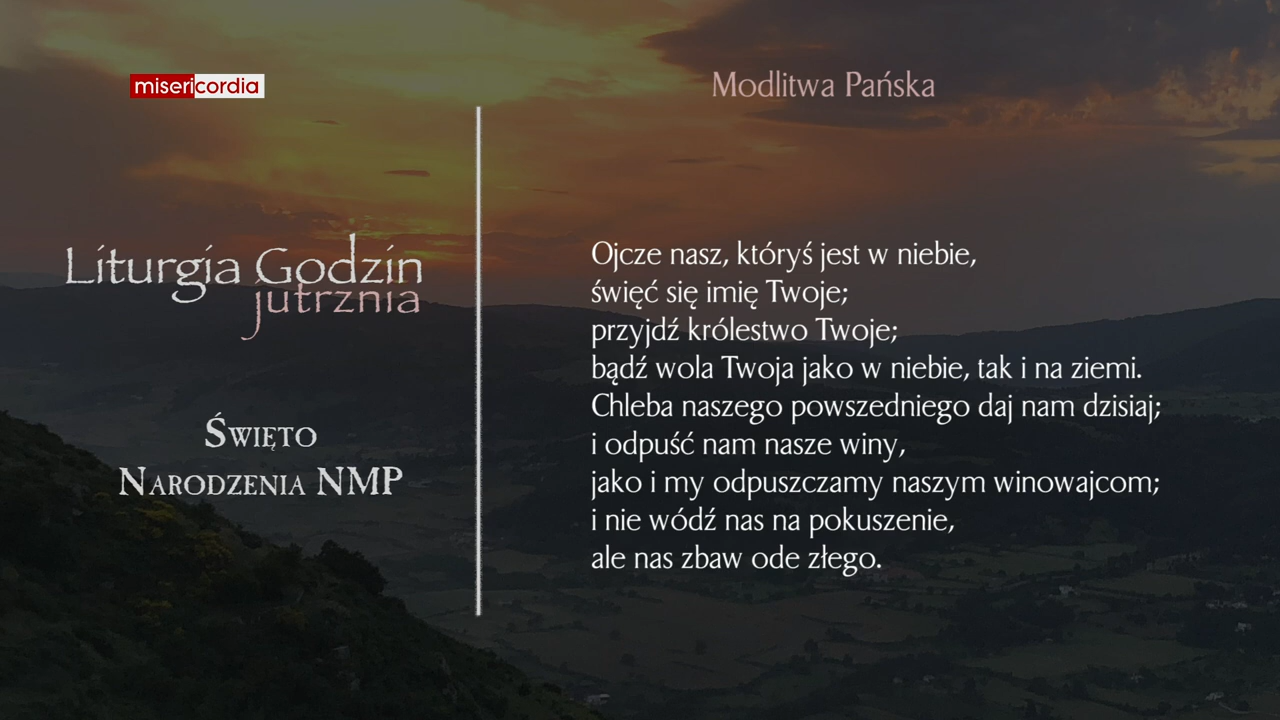 misericordia
Liturgia Godzin
jutrznia
Święto
Narodzenia NMP
Modlitwa Pańska
Ojcze nasz, któryś jest w niebie,
święć się imię Twoje;
przyjdź królestwo Twoje;
bądź wola Twoja jako w niebie, tak i na ziemi.
Chleba naszego powszedniego daj nam dzisiaj;
i odpuść nam nasze winy,
jako i my odpuszczamy naszym winowajcom;
i nie wódź nas na pokuszenie,
ale nas zbaw ode złego.